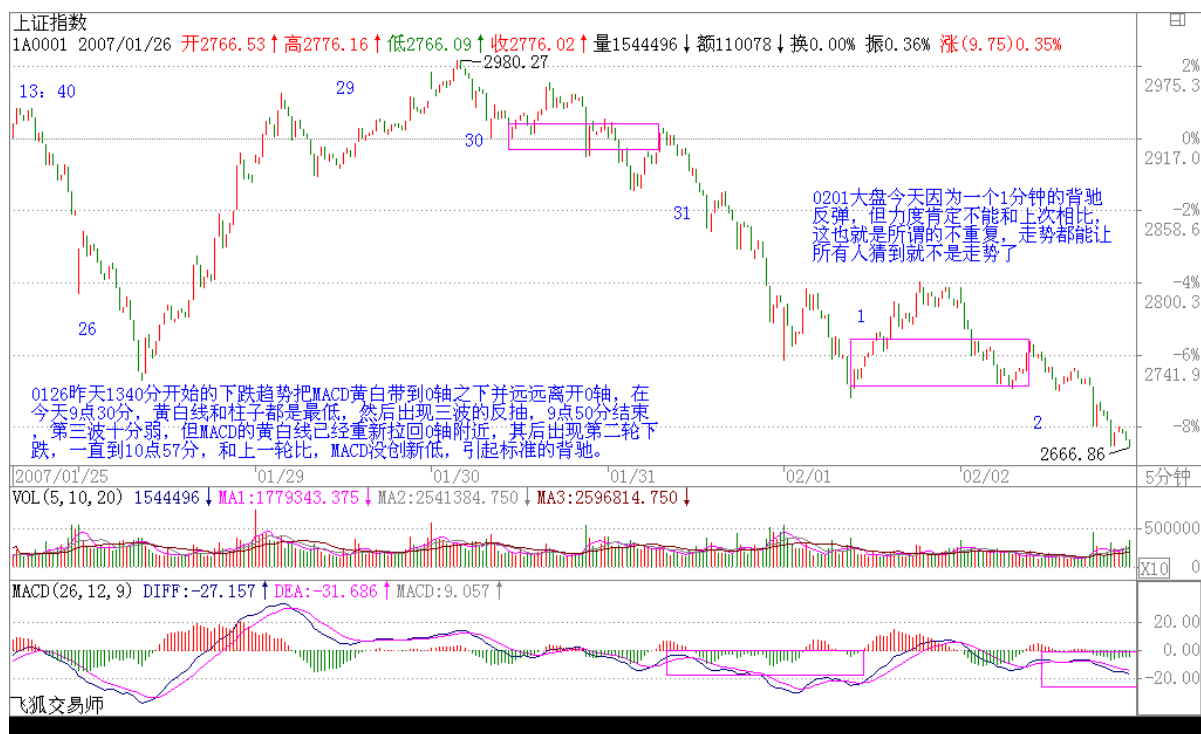 上证指数
1A0001 2007/01/26 开2766.53↑高2776.16↑低2766.09↑收2776.02↑量1544496↓额110078↓换0.00% 振0.36% 涨(9.75)0.35%
2980.27
2%
13: 40
29
2975.3
30
0%
2917.0
0201大盘今天因为一个1分钟的背驰
反弹，但力度肯定不能和上次相比，
这也就是所谓的不重复，走势都能让
所有人猜到就不是走势了
31
-2%
2858.6
-4%
2800.3
26
1
-6%
2741.9
0126昨天1340分开始的下跌趋势把MACD黄白带到0轴之下并远远离开0轴，在
今天9点30分，黄白线和柱子都是最低，然后出现三波的反抽，9点50分结束
，第三波十分弱，但MACD的黄白线已经重新拉回0轴附近，其后出现第二轮下
跌，一直到10点57分，和上一轮比，MACD没创新低，引起标准的背驰。
2
-8%
2666.86
2007/01/25 01/29 01/30 01/31 02/01 02/02 5分钟
VOL(5,10,20) 1544496↓MA1:1779343.375↓MA2:2541384.750↓MA3:2596814.750↓
500000
X10 0
MACD(26,12,9) DIFF:-27.157↑DEA:-31.686↑MACD:9.057↑
20.00
0.00
-20.00
飞狐交易师